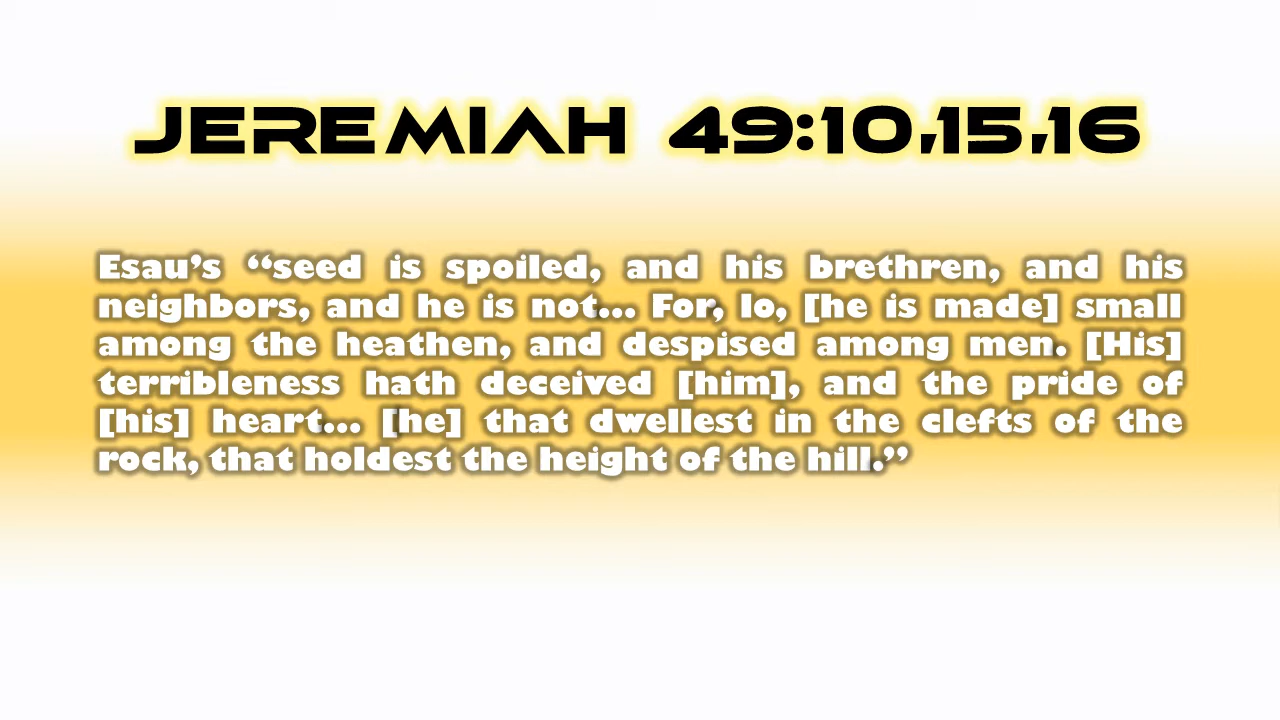 JEREMIAH 49:10,15,16
Esau’s “seed is spoiled, and his brethren, and his
neighbors, and he is not... For, lo, [he is made] small
among the heathen, and despised among men. [His]
terribleness hath deceived [him], and the pride of
[his] heart... [he] that dwellest in the clefts of the
rock, that holdest the height of the hill.”